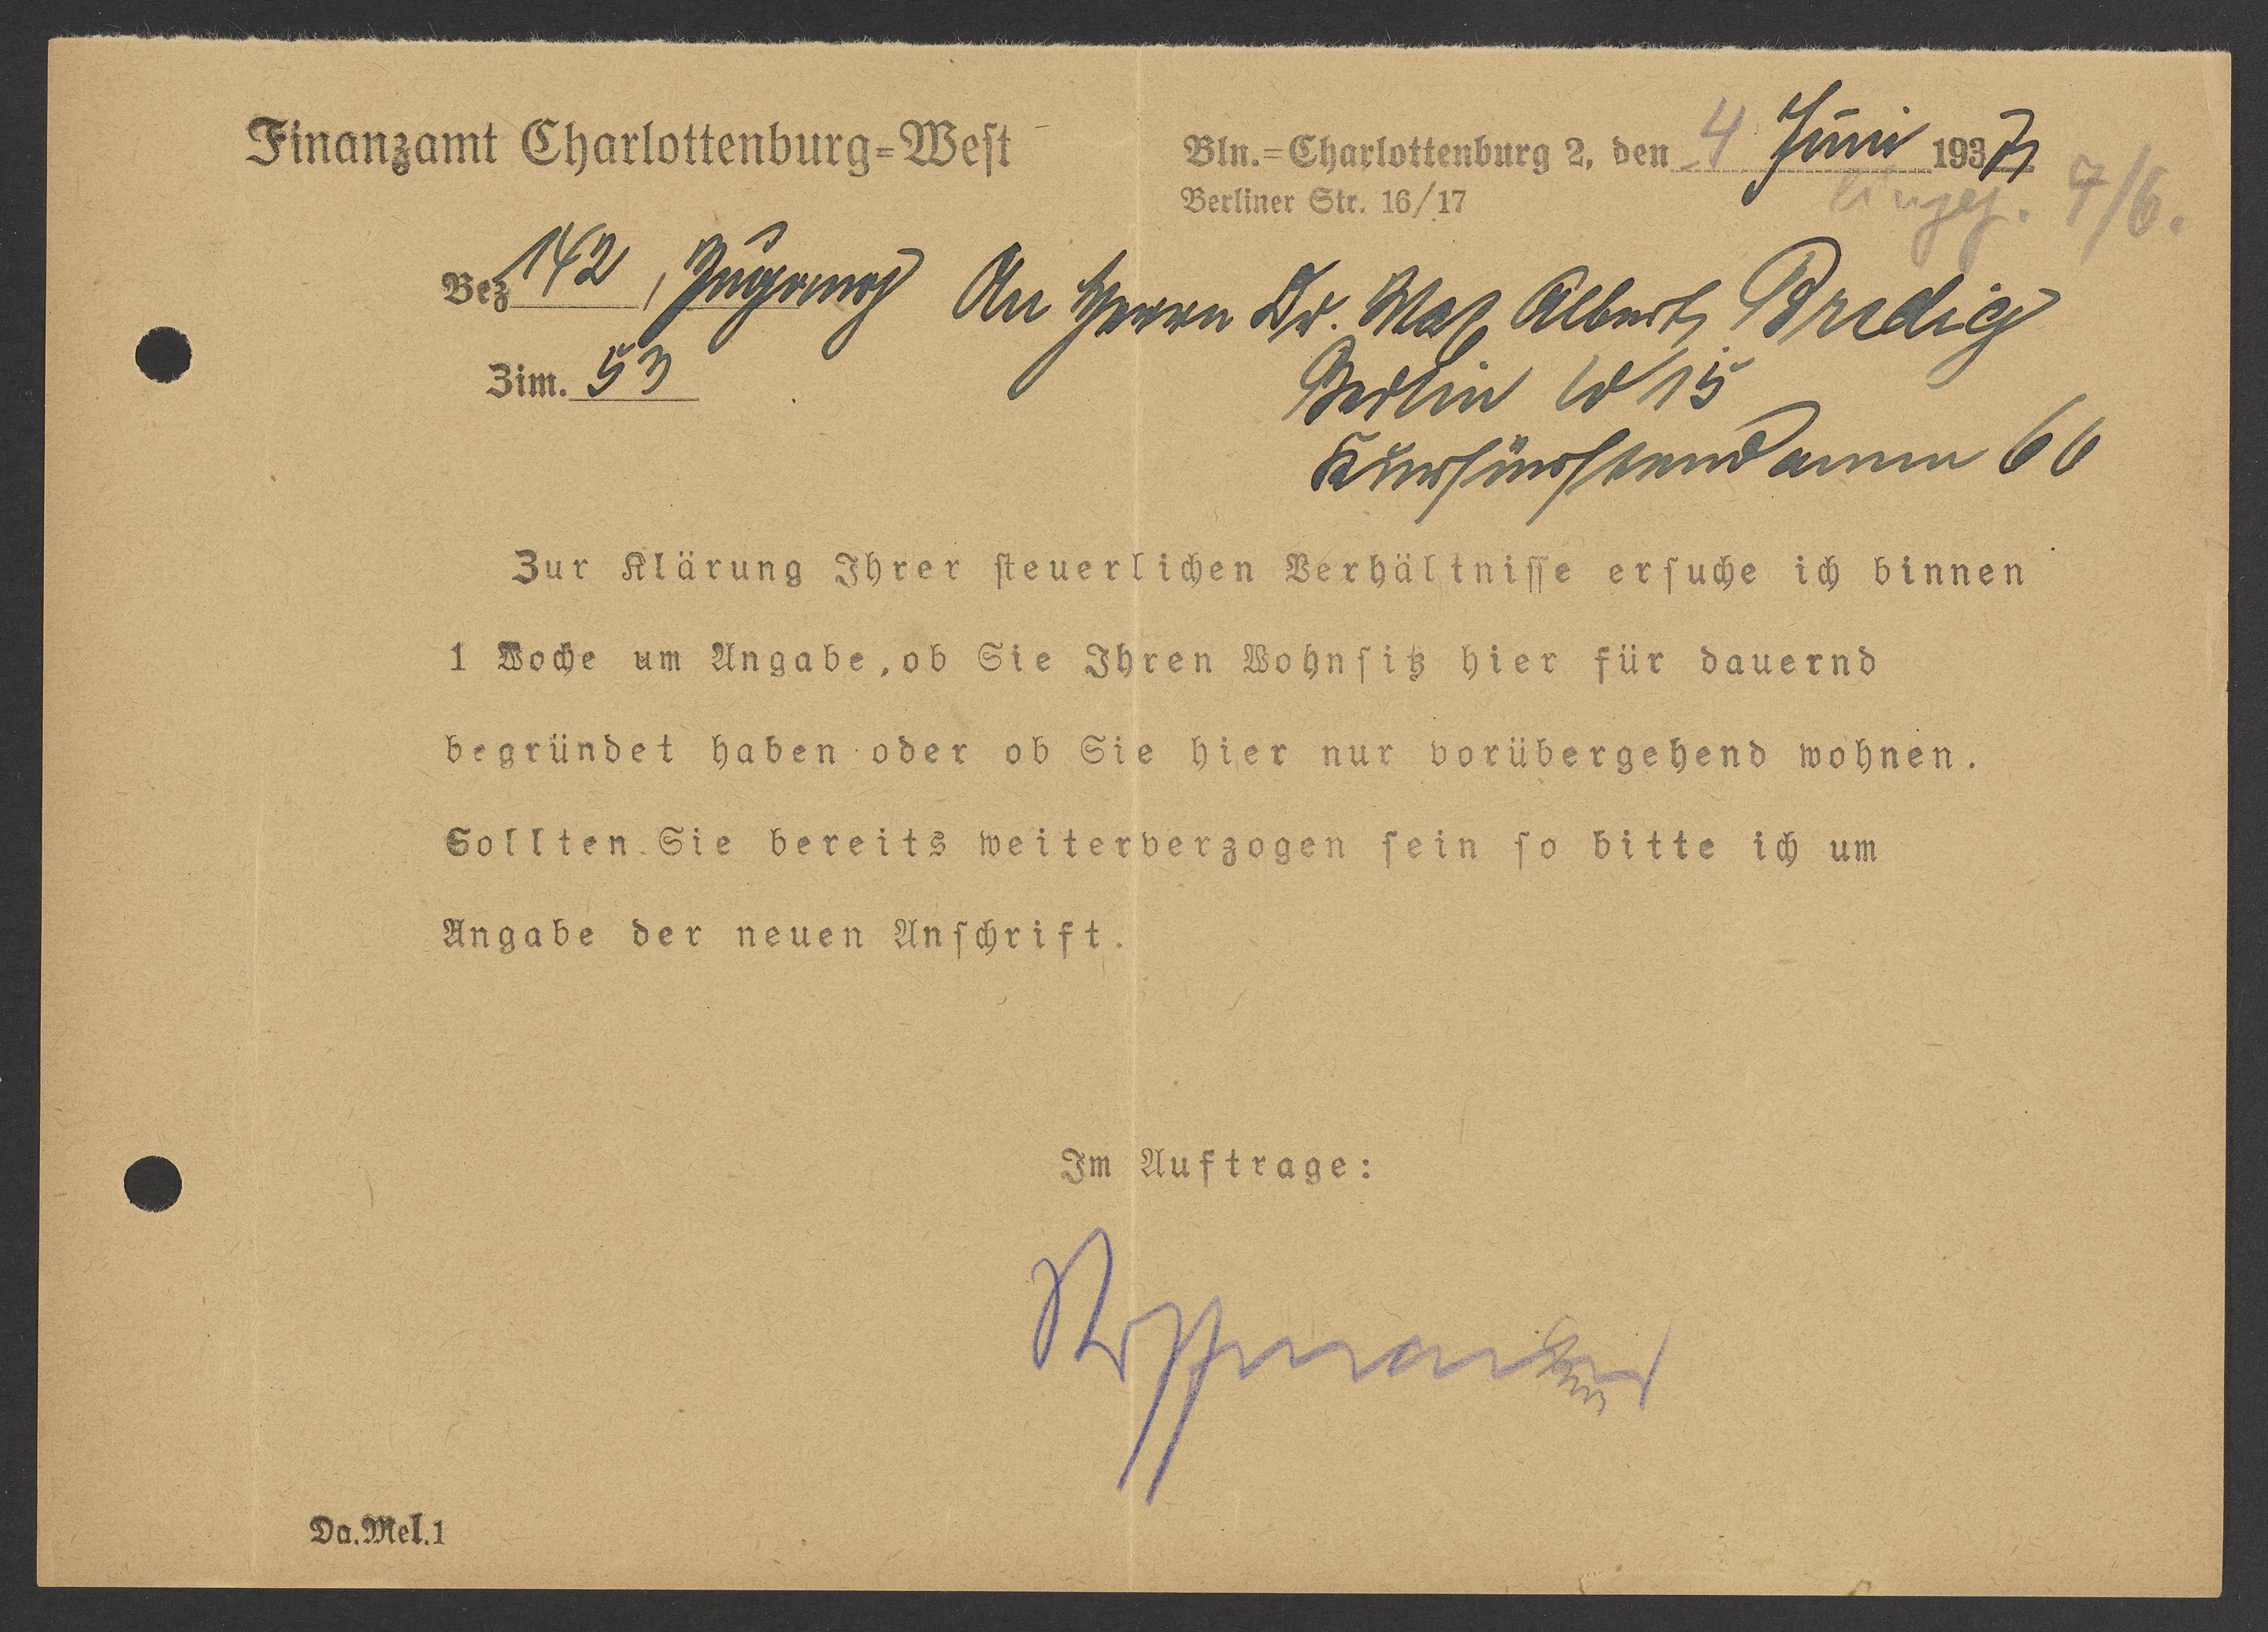 Finanzamt Charlottenburg=West
Bln.=Charlottenburg 2, den 4 Juni 1937
Berliner Str. 16/17
7/6.
Bez 142, Zugang
An Herrn Dr. Max Albert Bredig
Zim. 53
Berlin W 15
Kurfürstendamm 66
Zur Klärung Ihrer steuerlichen Verhältnisse ersuche ich binnen
1 Woche um Angabe, ob Sie Ihren Wohnsitz hier für dauernd
begründet haben oder ob Sie hier nur vorübergehend wohnen.
Sollten Sie bereits weiterverzogen sein so bitte ich um
Angabe der neuen Anschrift.
Im Auftrage:
Da.Mel.1